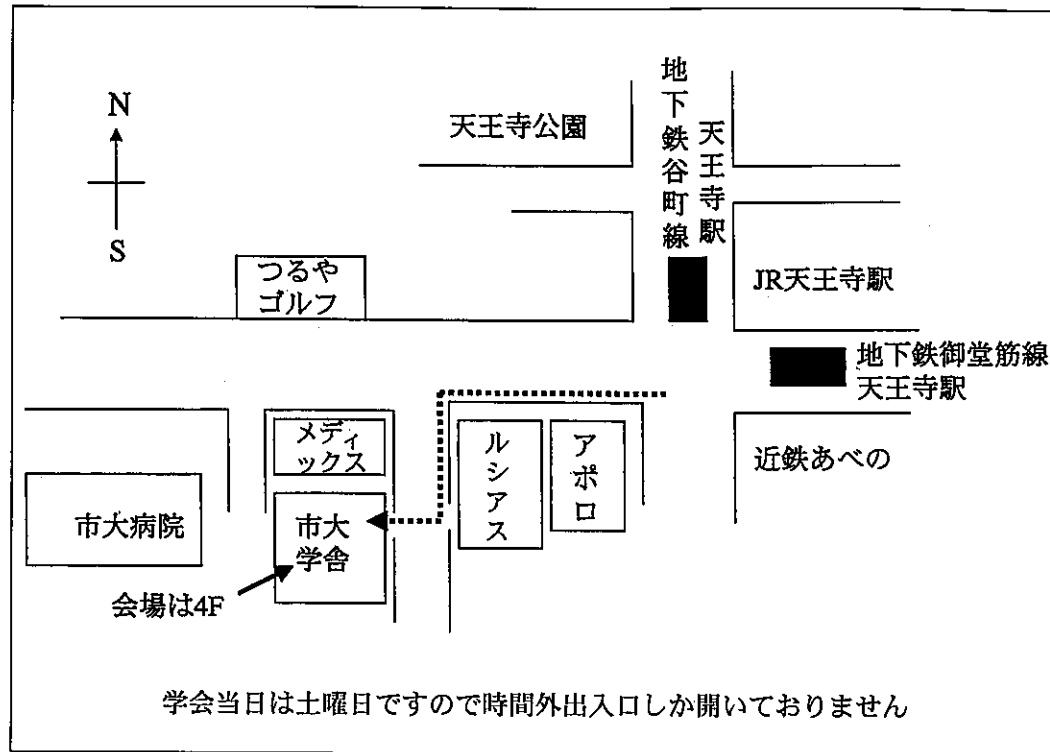 N
S
天王寺公園
地下鉄谷町線
天王寺駅
つるや
ゴルフ
JR天王寺駅
地下鉄御堂筋線
天王寺駅
メディ
ックス
ルシアス
アポロ
近鉄あべの
市大病院
市大
学舎
会場は4F
学会当日は土曜日ですので時間外出入口しか開いておりません